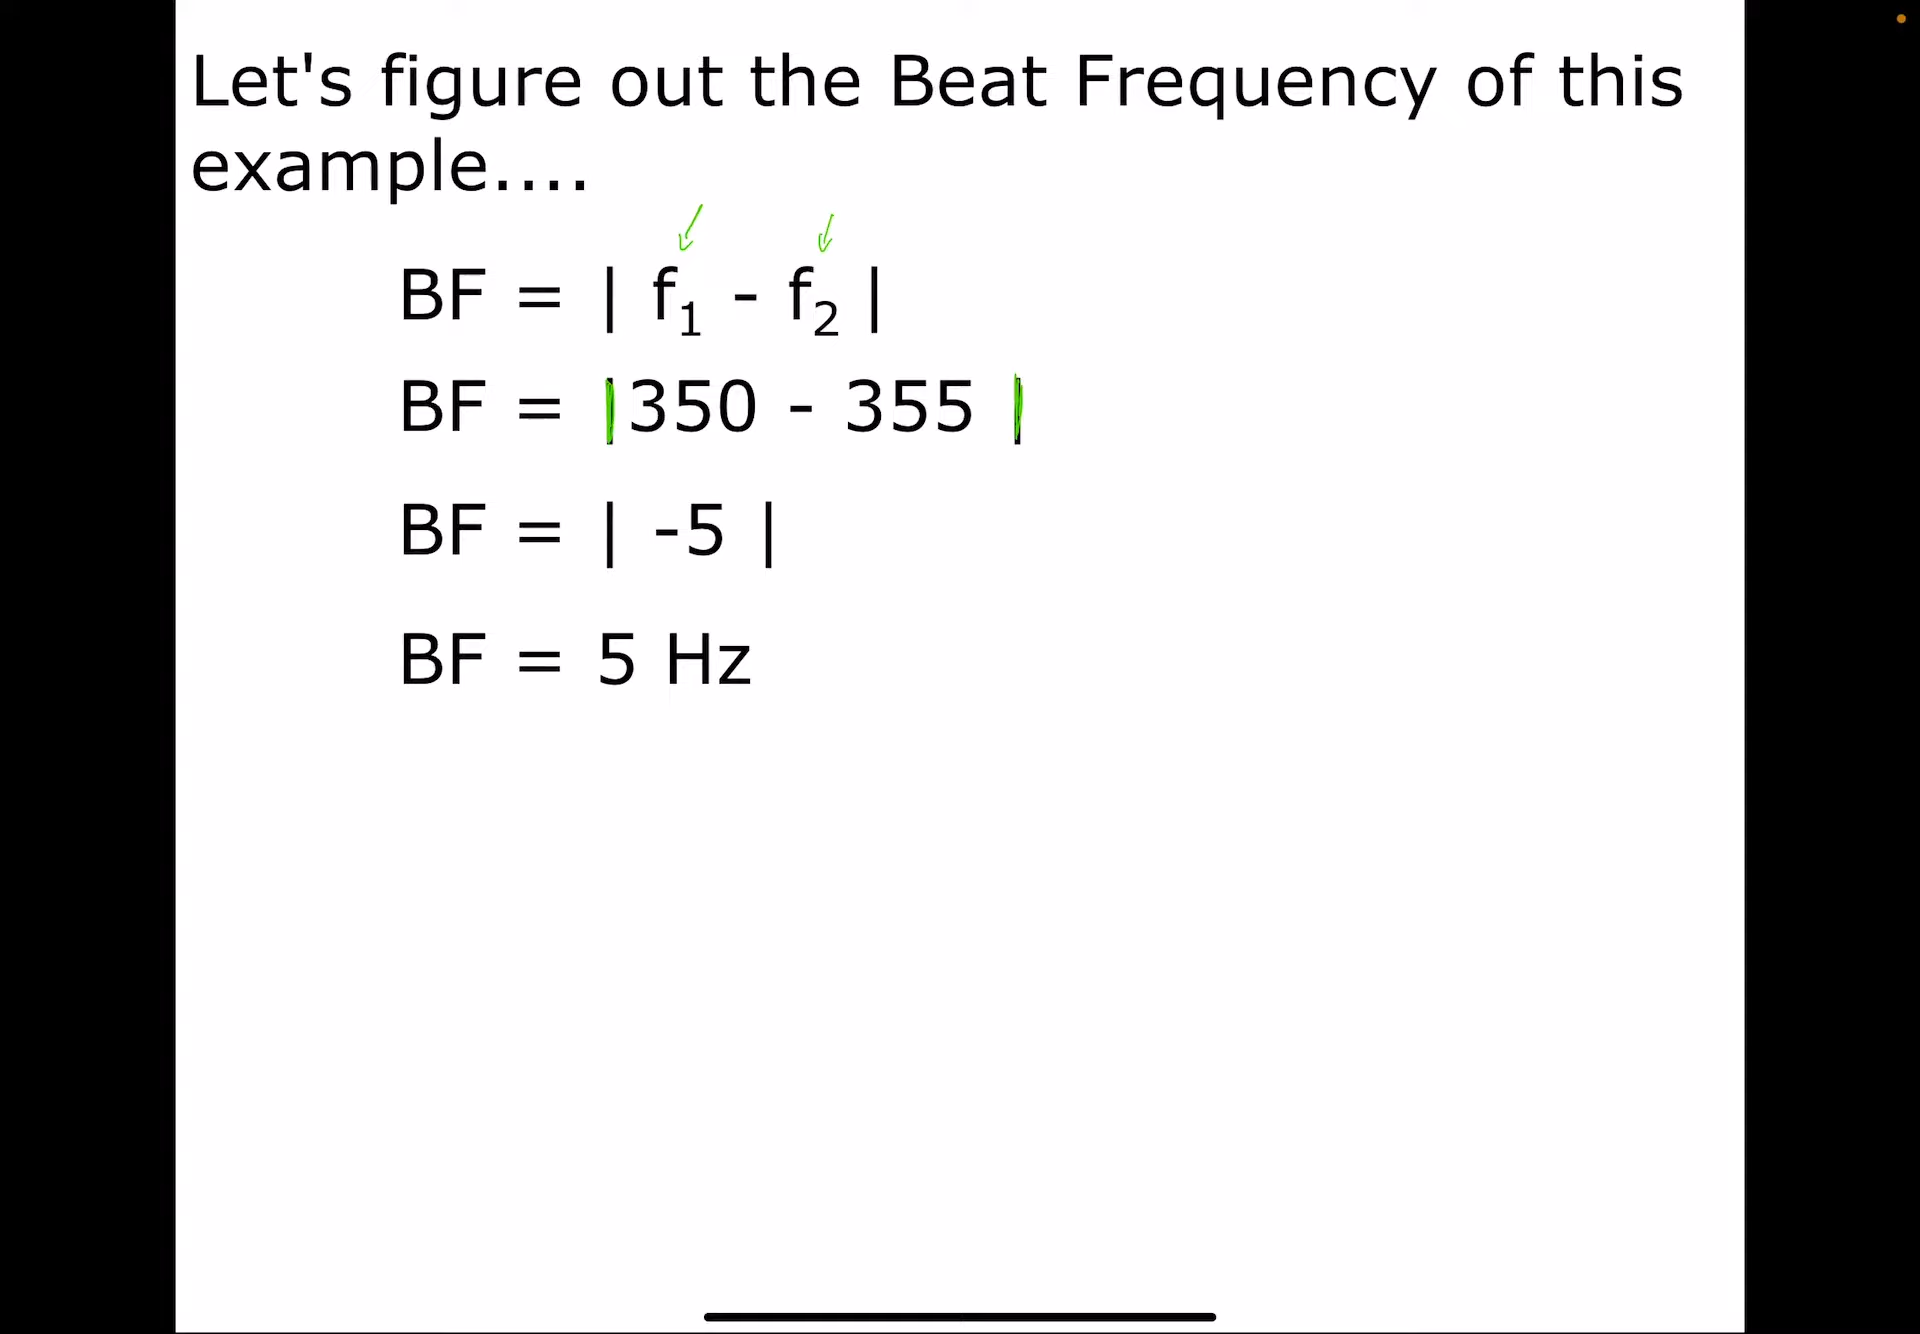 Let's figure out the Beat Frequency of this
example....
BF = | f₁ - f₂ |
BF = |350 - 355 |
BF = | -5 |
BF = 5 Hz